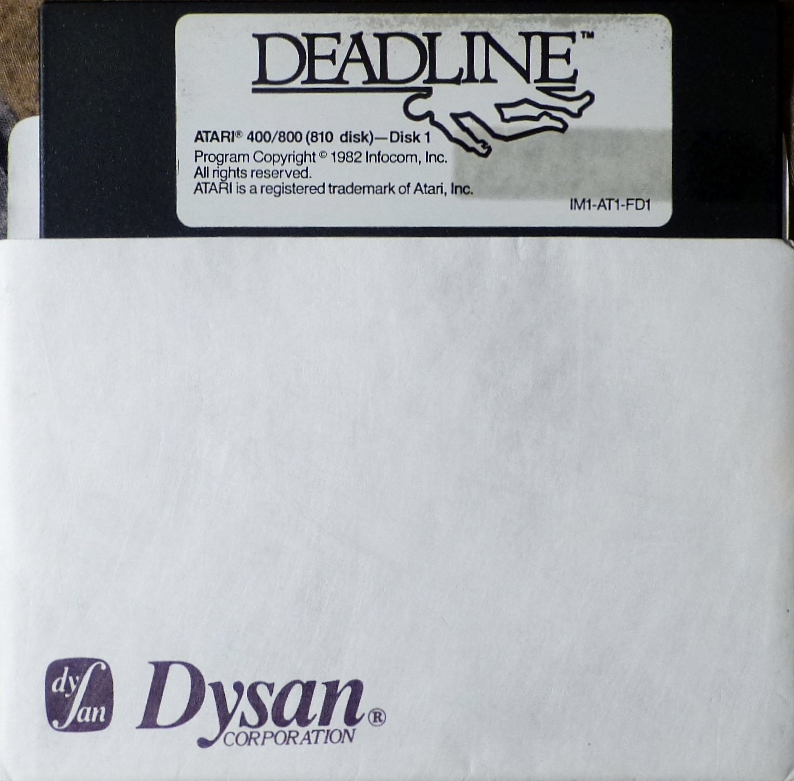 DEADLINE™
ATARI® 400/800 (810 disk)—Disk 1
Program Copyright © 1982 Infocom, Inc.
All rights reserved.
ATARI is a registered trademark of Atari, Inc.
IM1-AT1-FD1
dy
san
Dysan®
CORPORATION